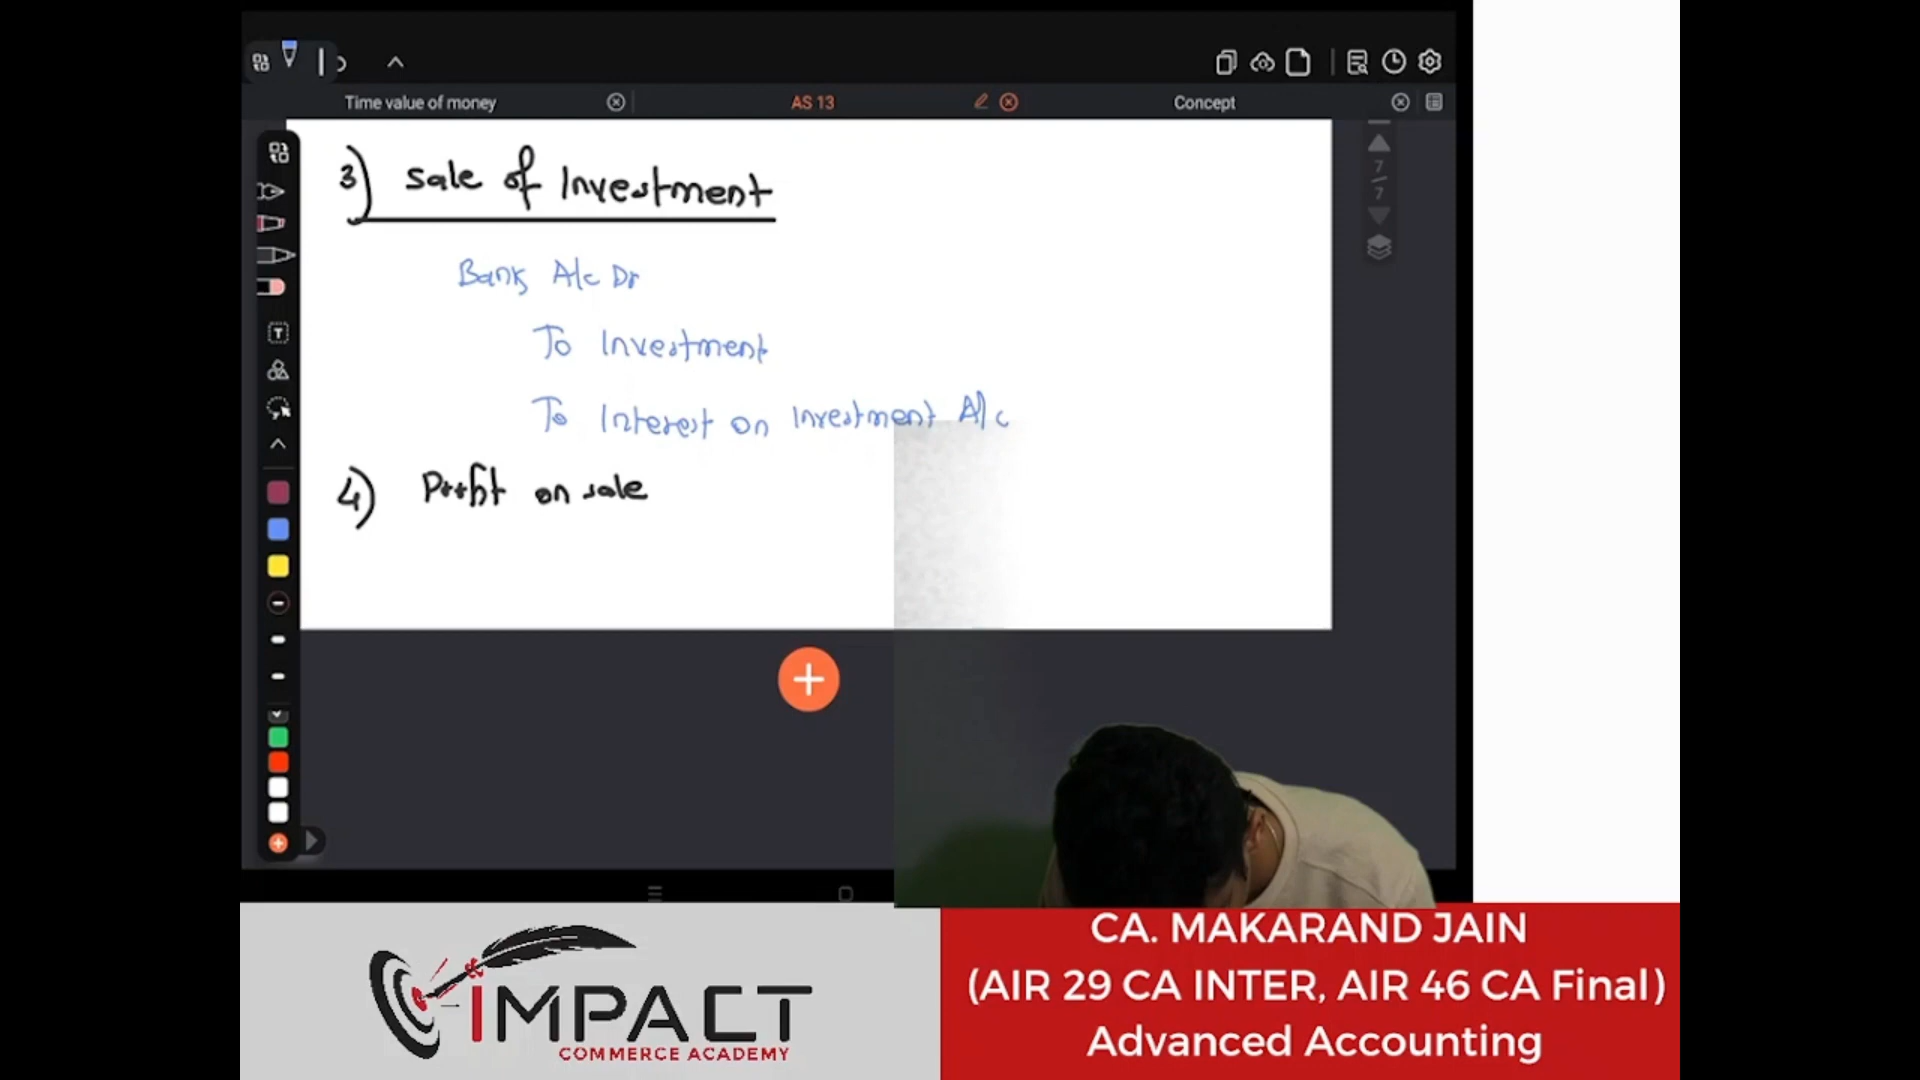 Time value of money
AS 13
Concept
3) Sale of Investment
7
7
Bank A/c Dr
To Investment
To Interest on Investment A/c
4) Profit on sale
IMPACT
COMMERCE ACADEMY
CA. MAKARAND JAIN
(AIR 29 CA INTER, AIR 46 CA Final)
Advanced Accounting